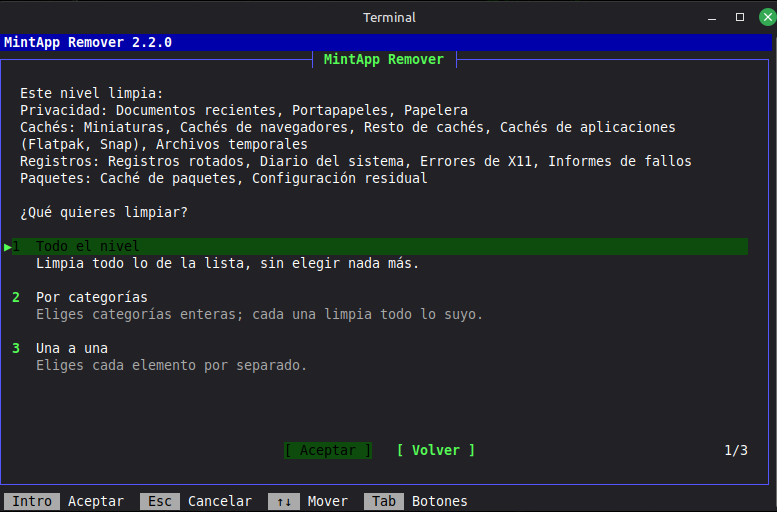 Terminal
MintApp Remover 2.2.0
MintApp Remover
Este nivel limpia:
Privacidad: Documentos recientes, Portapapeles, Papelera
Cachés: Miniaturas, Cachés de navegadores, Resto de cachés, Cachés de aplicaciones
(Flatpak, Snap), Archivos temporales
Registros: Registros rotados, Diario del sistema, Errores de X11, Informes de fallos
Paquetes: Caché de paquetes, Configuración residual
¿Qué quieres limpiar?
▶1 Todo el nivel
Limpia todo lo de la lista, sin elegir nada más.
2 Por categorías
Eliges categorías enteras; cada una limpia todo lo suyo.
3 Una a una
Eliges cada elemento por separado.
[ Aceptar ] [ Volver ] 1/3
Intro Aceptar Esc Cancelar ↑↓ Mover Tab Botones